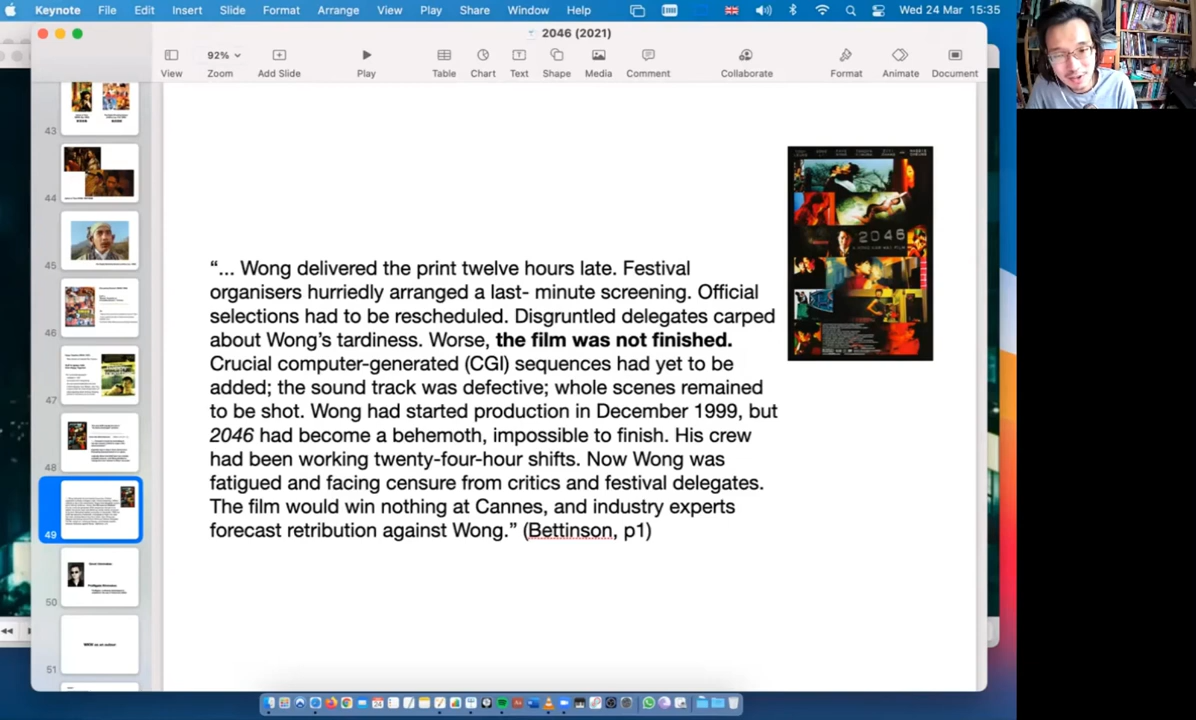 Keynote File Edit Insert Slide Format Arrange View Play Share Window Help Wed 24 Mar 15:35
2046 (2021)
92%
View Zoom Add Slide Play Table Chart Text Shape Media Comment Collaborate Format Animate Document
43
44
45
46
47
48
49
50
51
WKW as an auteur
2046
“... Wong delivered the print twelve hours late. Festival
organisers hurriedly arranged a last- minute screening. Official
selections had to be rescheduled. Disgruntled delegates carped
about Wong’s tardiness. Worse, the film was not finished.
Crucial computer-generated (CGI) sequences had yet to be
added; the sound track was defective; whole scenes remained
to be shot. Wong had started production in December 1999, but
2046 had become a behemoth, impossible to finish. His crew
had been working twenty-four-hour shifts. Now Wong was
fatigued and facing censure from critics and festival delegates.
The film would win nothing at Cannes, and industry experts
forecast retribution against Wong.” (Bettinson, p1)